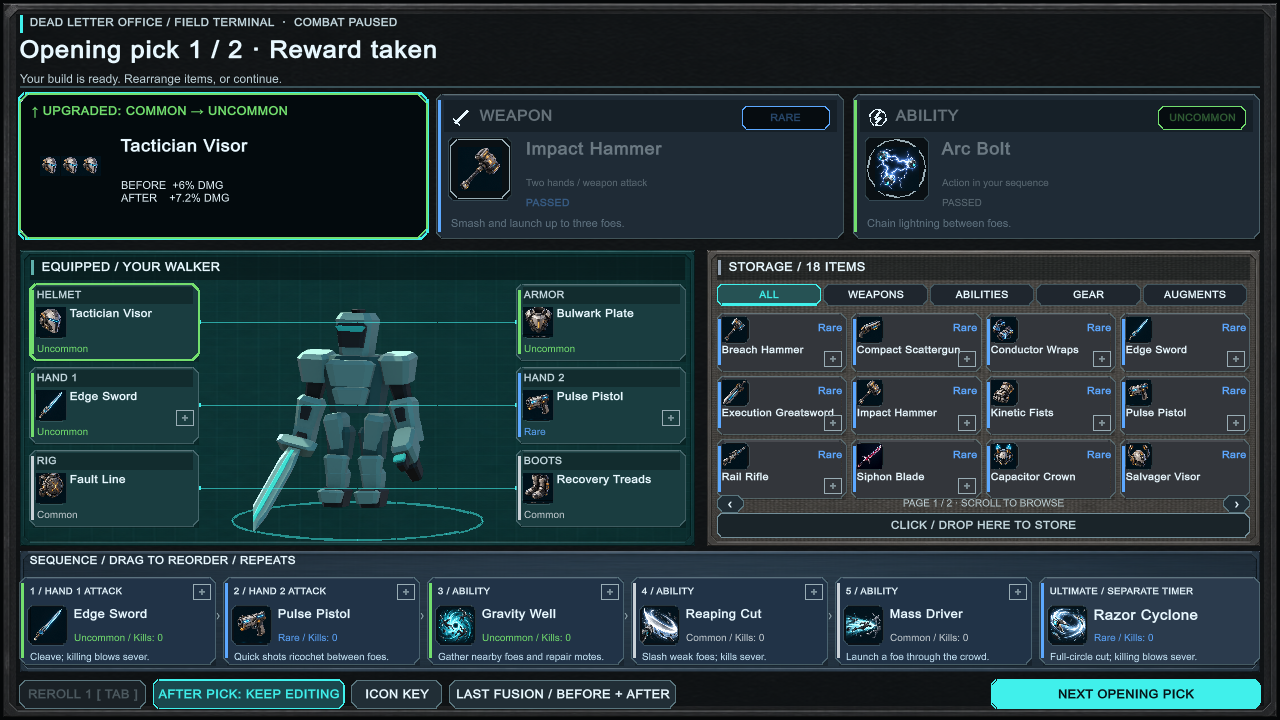 DEAD LETTER OFFICE / FIELD TERMINAL · COMBAT PAUSED
Opening pick 1 / 2 · Reward taken
Your build is ready. Rearrange items, or continue.
↑ UPGRADED: COMMON → UNCOMMON
Tactician Visor
BEFORE +6% DMG
AFTER +7.2% DMG
WEAPON
RARE
Impact Hammer
Two hands / weapon attack
PASSED
Smash and launch up to three foes.
ABILITY
UNCOMMON
Arc Bolt
Action in your sequence
PASSED
Chain lightning between foes.
EQUIPPED / YOUR WALKER
HELMET
Tactician Visor
Uncommon
HAND 1
Edge Sword
+
Uncommon
RIG
Fault Line
Common
ARMOR
Bulwark Plate
Uncommon
HAND 2
Pulse Pistol
+
Rare
BOOTS
Recovery Treads
Common
STORAGE / 18 ITEMS
ALL WEAPONS ABILITIES GEAR AUGMENTS
Rare
Breach Hammer
+
Rare
Compact Scattergun
+
Rare
Conductor Wraps
+
Rare
Edge Sword
+
Rare
Execution Greatsword
+
Rare
Impact Hammer
+
Rare
Kinetic Fists
+
Rare
Pulse Pistol
+
Rare
Rail Rifle
+
Rare
Siphon Blade
+
Rare
Capacitor Crown
Rare
Salvager Visor
‹ PAGE 1 / 2 · SCROLL TO BROWSE ›
CLICK / DROP HERE TO STORE
SEQUENCE / DRAG TO REORDER / REPEATS
1 / HAND 1 ATTACK +
Edge Sword
Uncommon / Kills: 0
Cleave; killing blows sever.
2 / HAND 2 ATTACK +
Pulse Pistol
Rare / Kills: 0
Quick shots ricochet between foes.
3 / ABILITY +
Gravity Well
Uncommon / Kills: 0
Gather nearby foes and repair motes.
4 / ABILITY +
Reaping Cut
Common / Kills: 0
Slash weak foes; kills sever.
5 / ABILITY +
Mass Driver
Common / Kills: 0
Launch a foe through the crowd.
ULTIMATE / SEPARATE TIMER
Razor Cyclone
Rare / Kills: 0
Full-circle cut; killing blows sever.
REROLL 1 [ TAB ]
AFTER PICK: KEEP EDITING
ICON KEY
LAST FUSION / BEFORE + AFTER
NEXT OPENING PICK